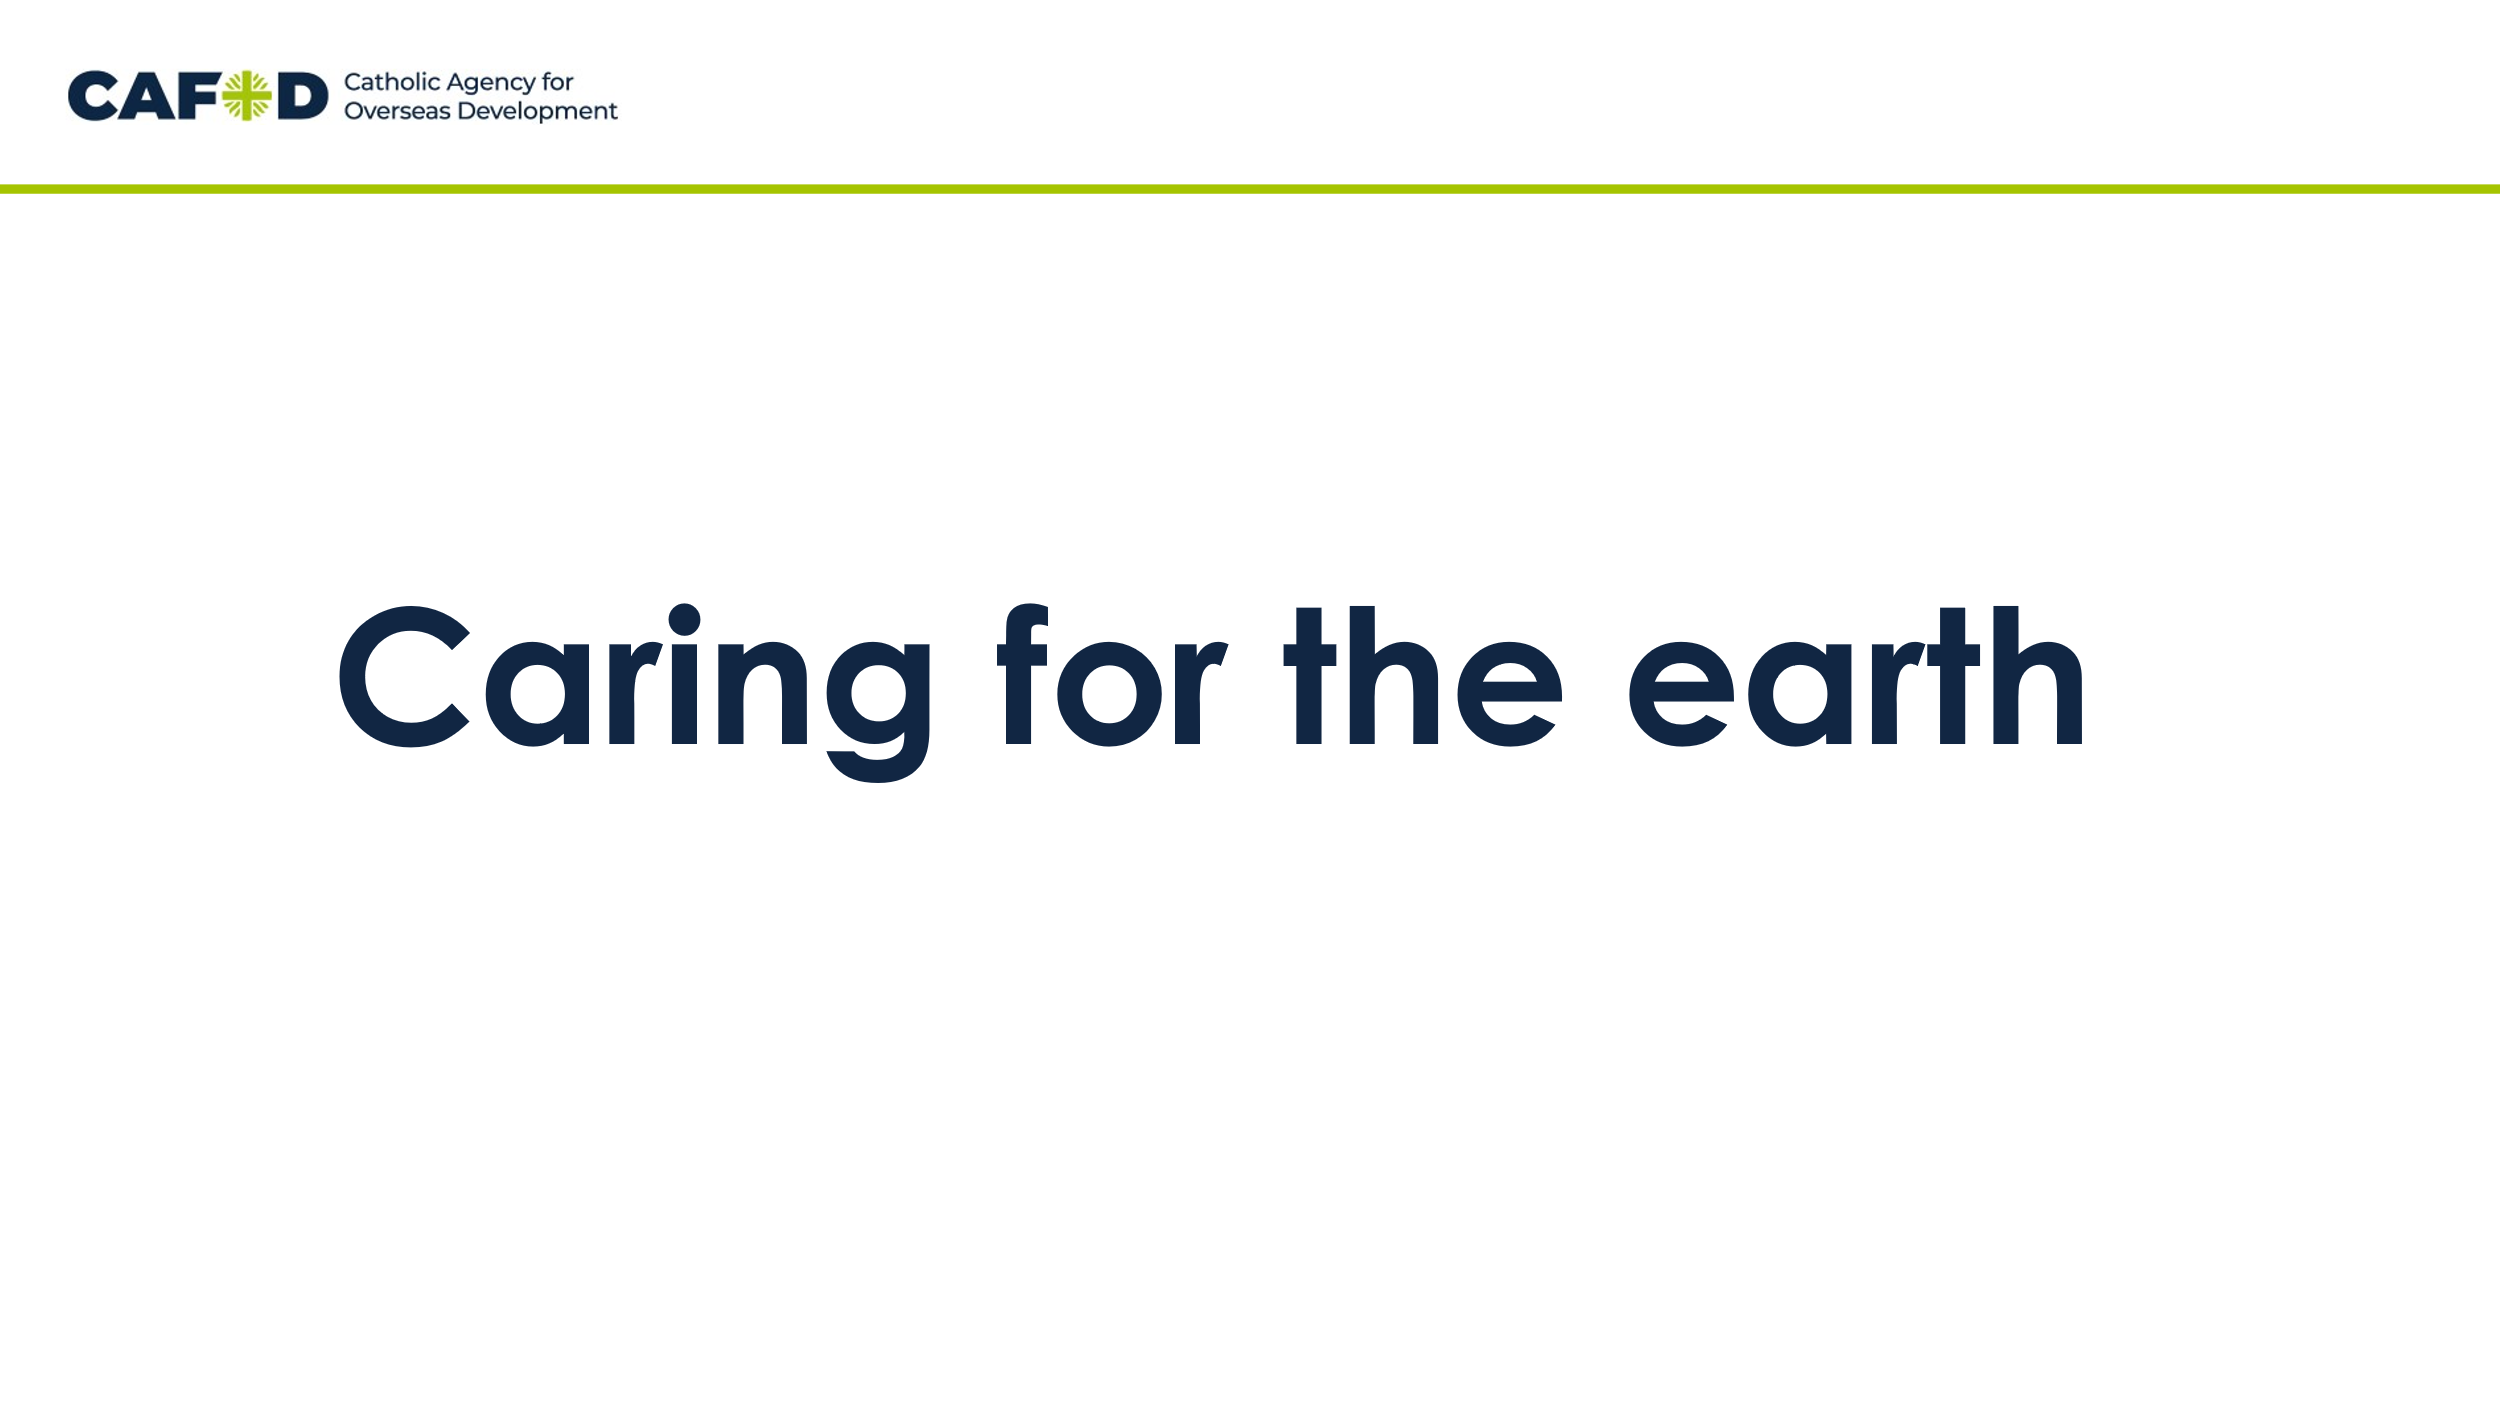 CAFOD
Catholic Agency for
Overseas Development
Caring for the earth